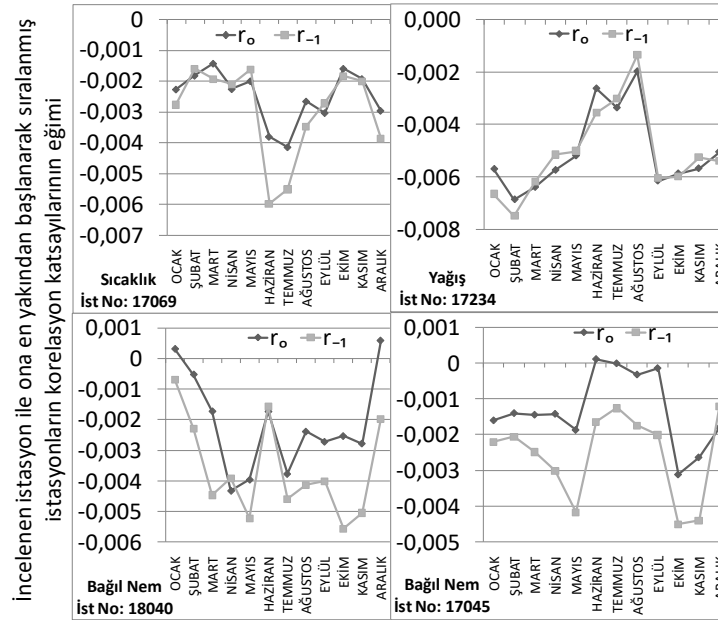 İncelenen istasyon ile ona en yakından başlanarak sıralanmış
istasyonların korelasyon katsayılarının eğimi
0
-0,001
-0,002
-0,003
-0,004
-0,005
-0,006
-0,007
r₀
r₋₁
OCAK
ŞUBAT
MART
NİSAN
MAYIS
HAZİRAN
TEMMUZ
AĞUSTOS
EYLÜL
EKİM
KASIM
ARALIK
Sıcaklık
İst No: 17069
0,000
-0,002
-0,004
-0,006
-0,008
r₀
r₋₁
OCAK
ŞUBAT
MART
NİSAN
MAYIS
HAZİRAN
TEMMUZ
AĞUSTOS
EYLÜL
EKİM
KASIM
ARALIK
Yağış
İst No: 17234
0,001
0
-0,001
-0,002
-0,003
-0,004
-0,005
-0,006
r₀
r₋₁
OCAK
ŞUBAT
MART
NİSAN
MAYIS
HAZİRAN
TEMMUZ
AĞUSTOS
EYLÜL
EKİM
KASIM
ARALIK
Bağıl Nem
İst No: 18040
0,001
0
-0,001
-0,002
-0,003
-0,004
-0,005
r₀
r₋₁
OCAK
ŞUBAT
MART
NİSAN
MAYIS
HAZİRAN
TEMMUZ
AĞUSTOS
EYLÜL
EKİM
KASIM
ARALIK
Bağıl Nem
İst No: 17045